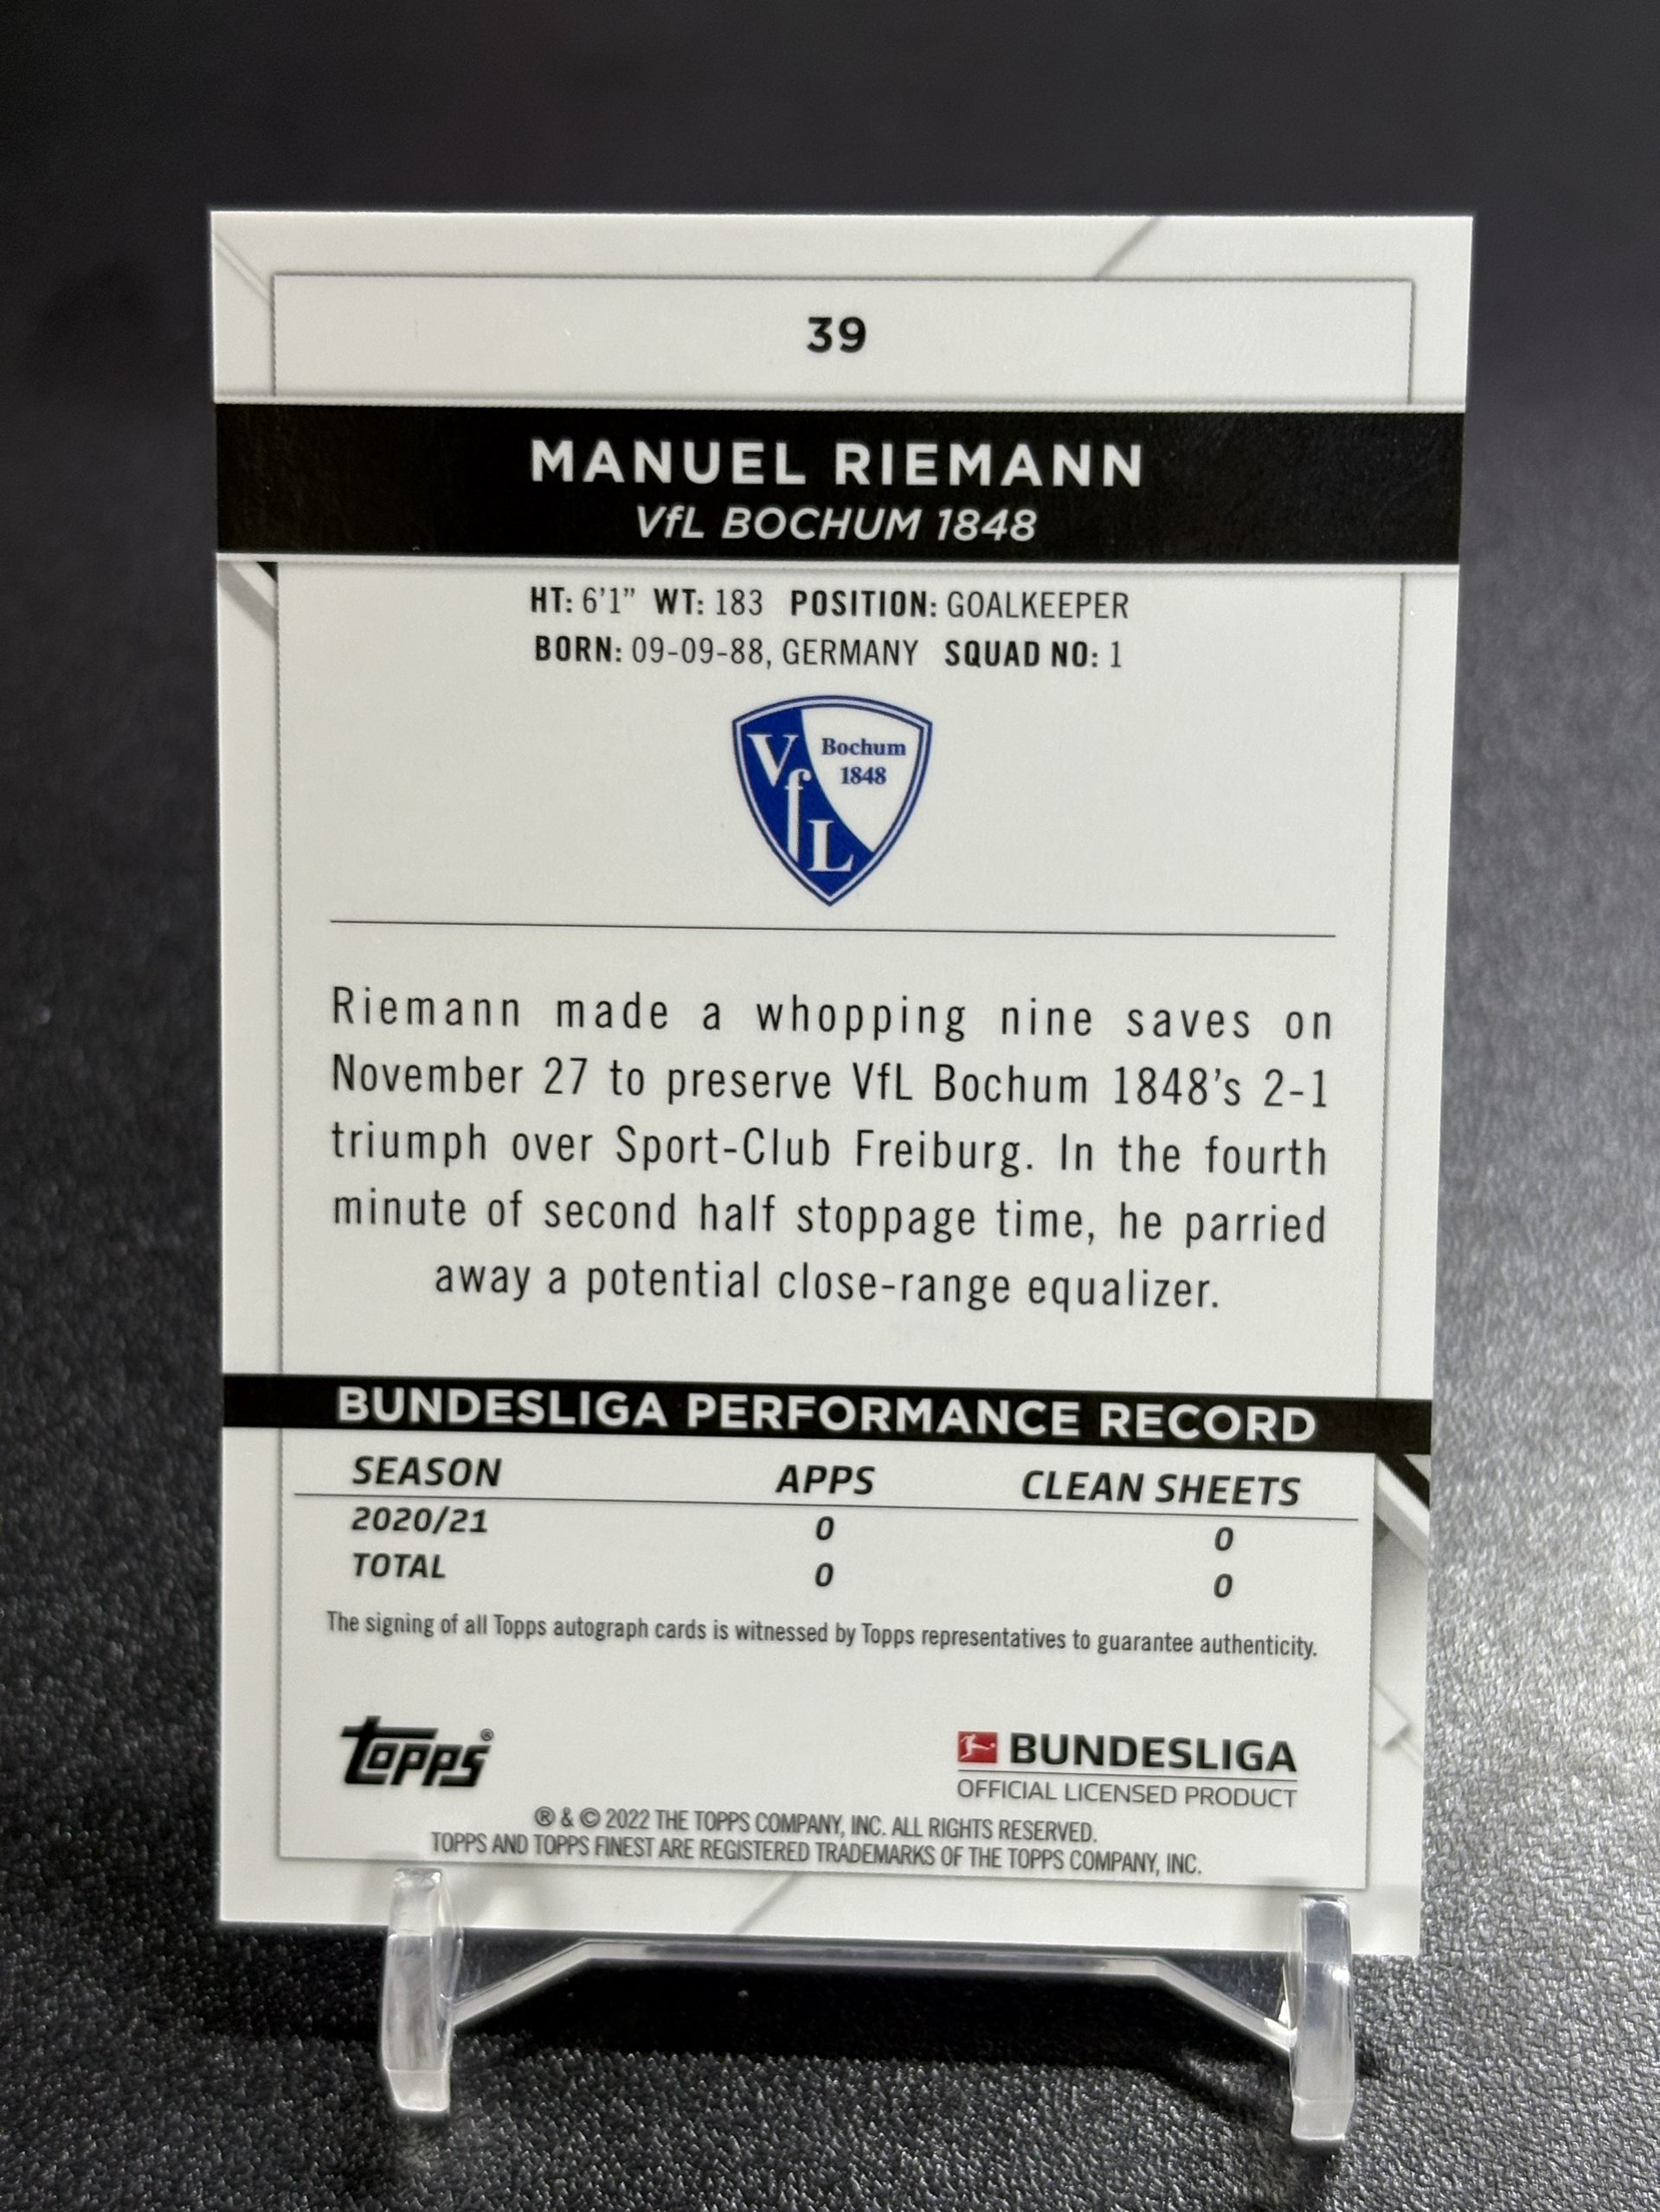 39
MANUEL RIEMANN
VfL BOCHUM 1848
HT: 6'1” WT: 183 POSITION: GOALKEEPER
BORN: 09-09-88, GERMANY SQUAD NO: 1
VfL Bochum 1848
Riemann made a whopping nine saves on
November 27 to preserve VfL Bochum 1848’s 2-1
triumph over Sport-Club Freiburg. In the fourth
minute of second half stoppage time, he parried
away a potential close-range equalizer.
BUNDESLIGA PERFORMANCE RECORD
SEASON APPS CLEAN SHEETS
2020/21 0 0
TOTAL 0 0
The signing of all Topps autograph cards is witnessed by Topps representatives to guarantee authenticity.
topps®
BUNDESLIGA
OFFICIAL LICENSED PRODUCT
® & © 2022 THE TOPPS COMPANY, INC. ALL RIGHTS RESERVED.
TOPPS AND TOPPS FINEST ARE REGISTERED TRADEMARKS OF THE TOPPS COMPANY, INC.